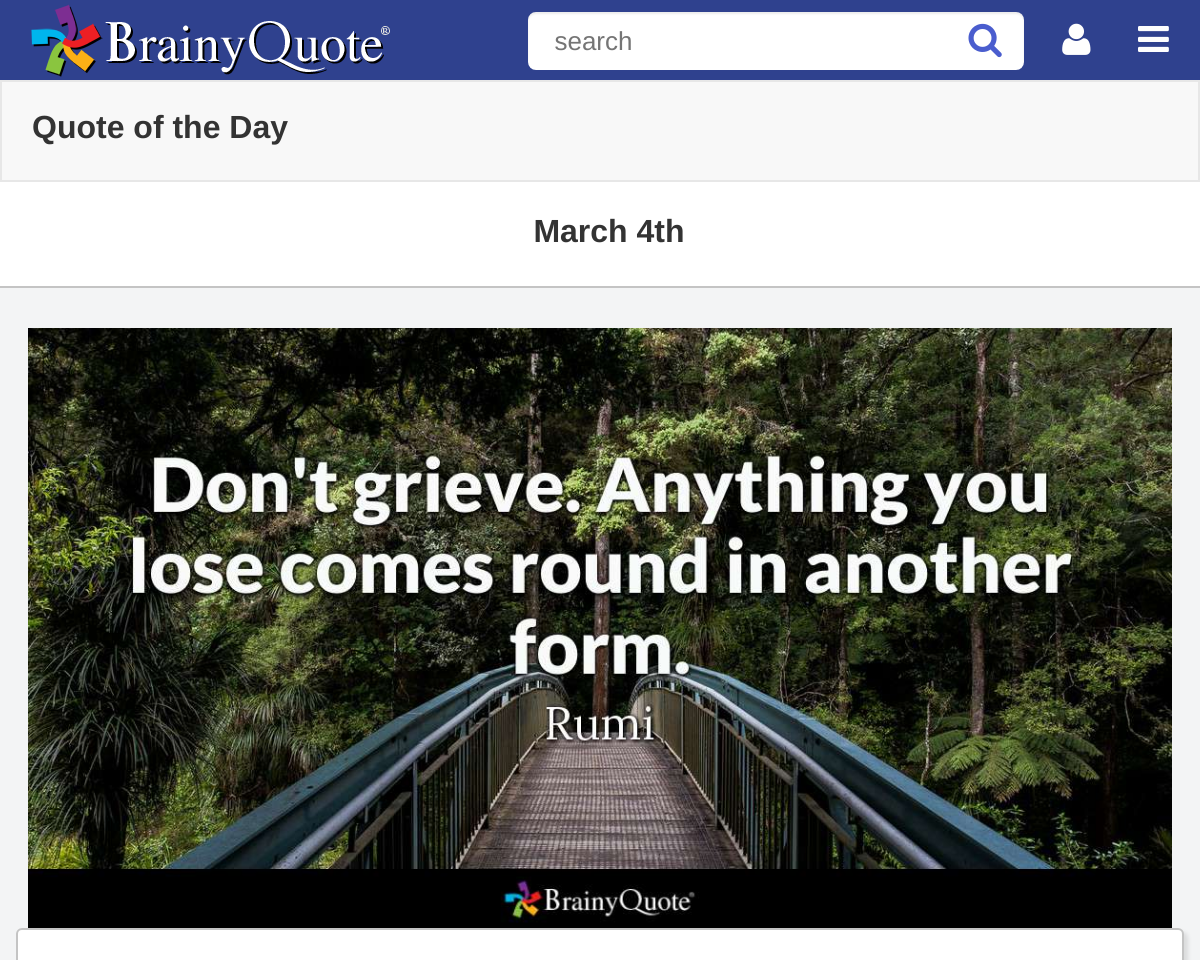 BrainyQuote®
search
Quote of the Day
March 4th
Don't grieve. Anything you
lose comes round in another
form.
Rumi
BrainyQuote®